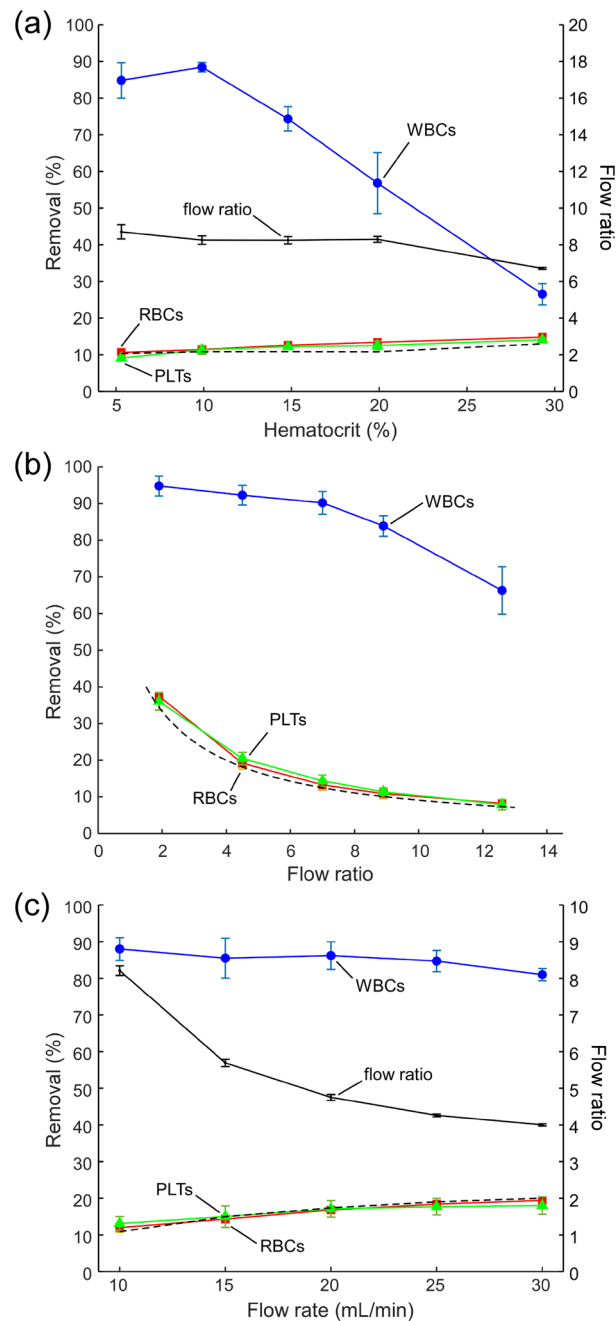 (a)
100
90
80
70
60
50
40
30
20
10
0
Removal (%)
20
18
16
14
12
10
8
6
4
2
0
Flow ratio
WBCs
flow ratio
RBCs
PLTs
5 10 15 20 25 30
Hematocrit (%)
(b)
100
90
80
70
60
50
40
30
20
10
0
Removal (%)
WBCs
PLTs
RBCs
0 2 4 6 8 10 12 14
Flow ratio
(c)
100
90
80
70
60
50
40
30
20
10
0
Removal (%)
10
9
8
7
6
5
4
3
2
1
0
Flow ratio
WBCs
flow ratio
PLTs
RBCs
10 15 20 25 30
Flow rate (mL/min)